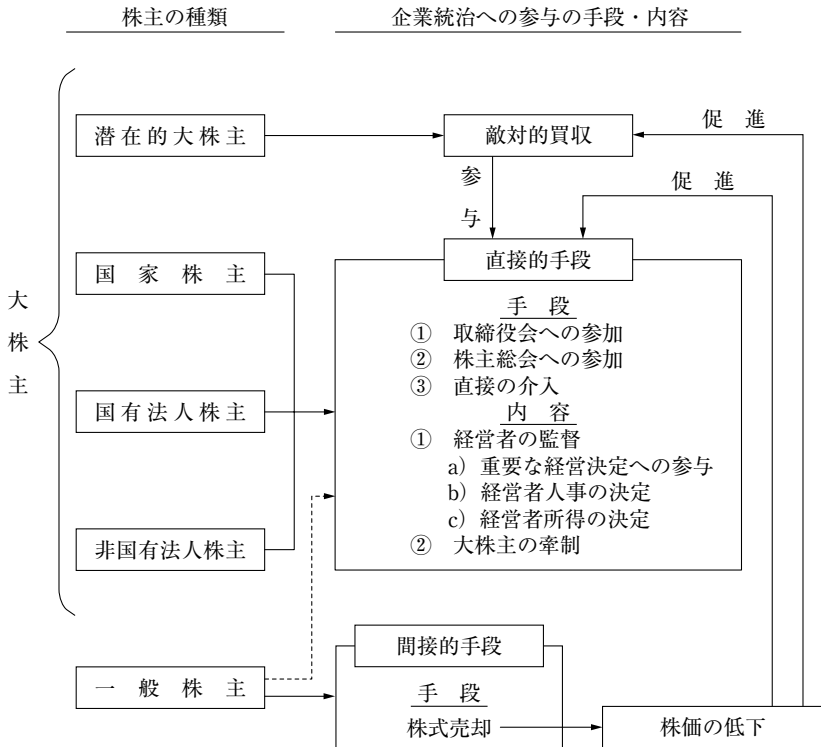 株主の種類
企業統治への参与の手段・内容
潜在的大株主
敵対的買収
促進
参与
促進
直接的手段
国家株主
大株主
手段
① 取締役会への参加
② 株主総会への参加
③ 直接の介入
国有法人株主
内容
① 経営者の監督
a）重要な経営決定への参与
b）経営者人事の決定
c）経営者所得の決定
② 大株主の牽制
非国有法人株主
間接的手段
一般株主
手段
株式売却
株価の低下